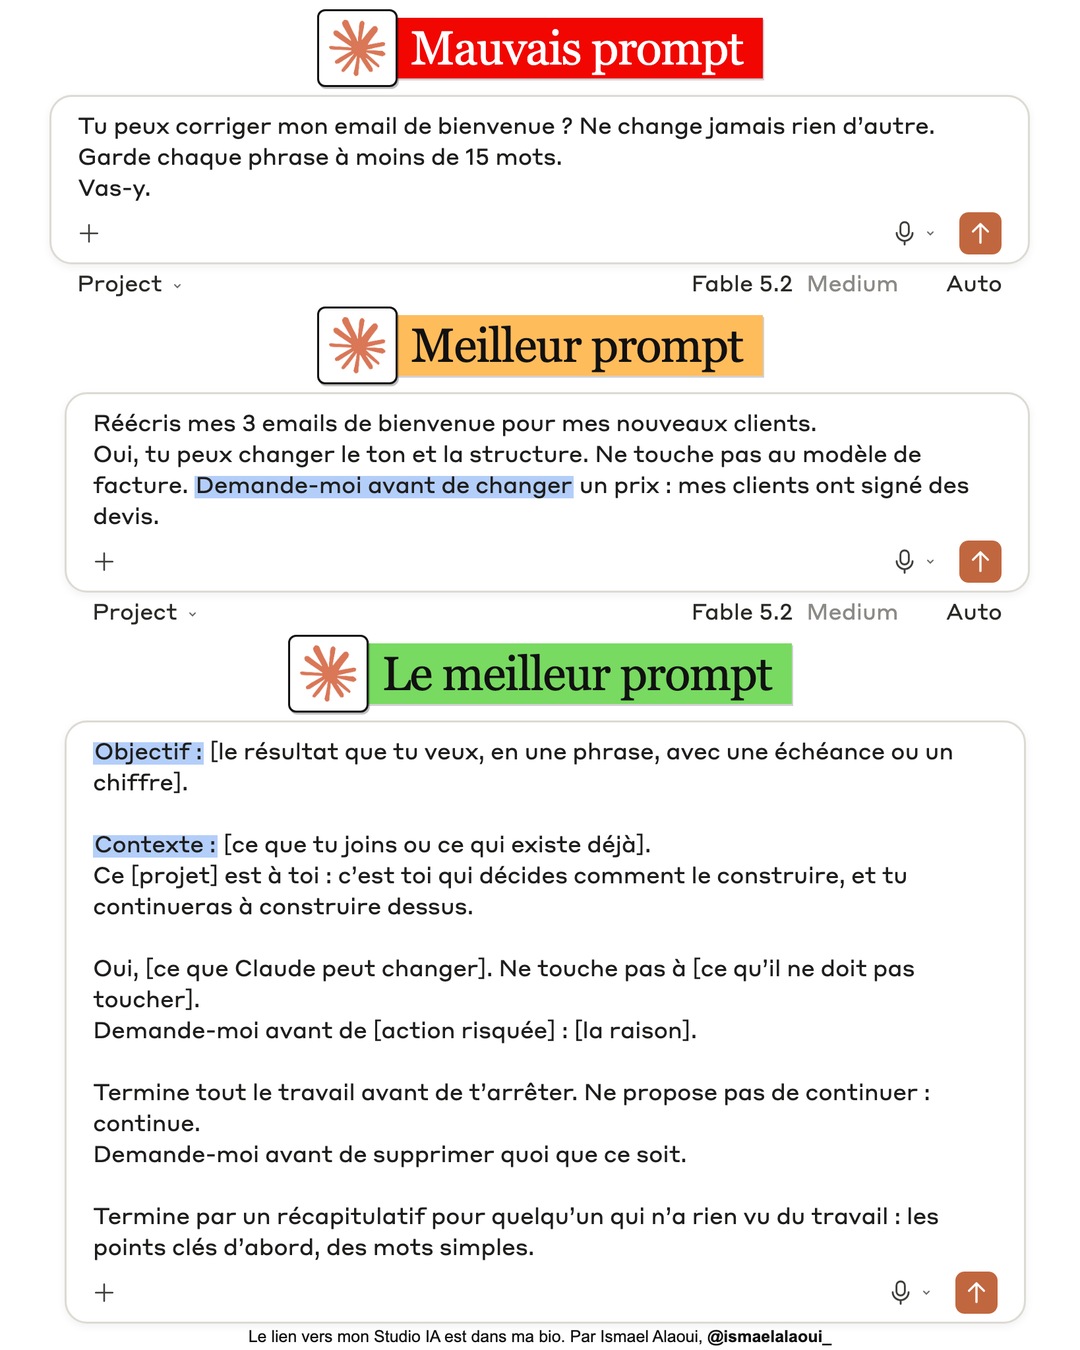 Mauvais prompt
Tu peux corriger mon email de bienvenue ? Ne change jamais rien d’autre.
Garde chaque phrase à moins de 15 mots.
Vas-y.
Project
Fable 5.2 Medium Auto
Meilleur prompt
Réécris mes 3 emails de bienvenue pour mes nouveaux clients.
Oui, tu peux changer le ton et la structure. Ne touche pas au modèle de
facture. Demande-moi avant de changer un prix : mes clients ont signé des
devis.
Project
Fable 5.2 Medium Auto
Le meilleur prompt
Objectif : [le résultat que tu veux, en une phrase, avec une échéance ou un
chiffre].
Contexte : [ce que tu joins ou ce qui existe déjà].
Ce [projet] est à toi : c’est toi qui décides comment le construire, et tu
continueras à construire dessus.
Oui, [ce que Claude peut changer]. Ne touche pas à [ce qu’il ne doit pas
toucher].
Demande-moi avant de [action risquée] : [la raison].
Termine tout le travail avant de t’arrêter. Ne propose pas de continuer :
continue.
Demande-moi avant de supprimer quoi que ce soit.
Termine par un récapitulatif pour quelqu’un qui n’a rien vu du travail : les
points clés d’abord, des mots simples.
Le lien vers mon Studio IA est dans ma bio. Par Ismael Alaoui, @ismaelalaoui_